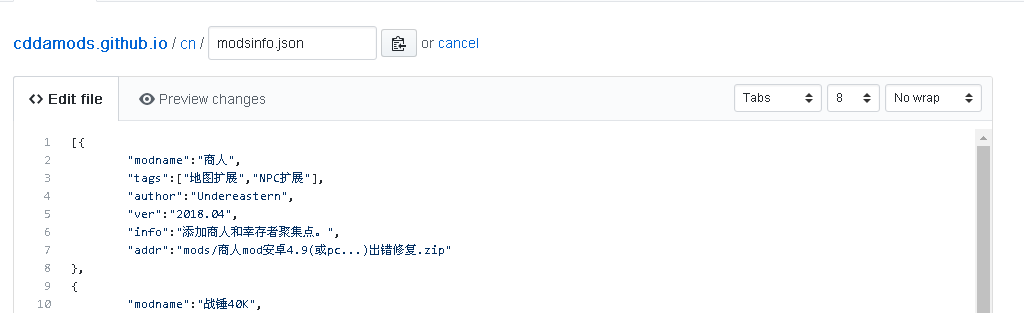 cddamods.github.io / cn / modsinfo.json or cancel
<> Edit file Preview changes Tabs 8 No wrap
1 [{
2 "modname":"商人",
3 "tags":["地图扩展","NPC扩展"],
4 "author":"Undereastern",
5 "ver":"2018.04",
6 "info":"添加商人和幸存者聚集点。",
7 "addr":"mods/商人mod安卓4.9(或pc...)出错修复.zip"
8 },
9 {
10 "modname":"战锤40K",